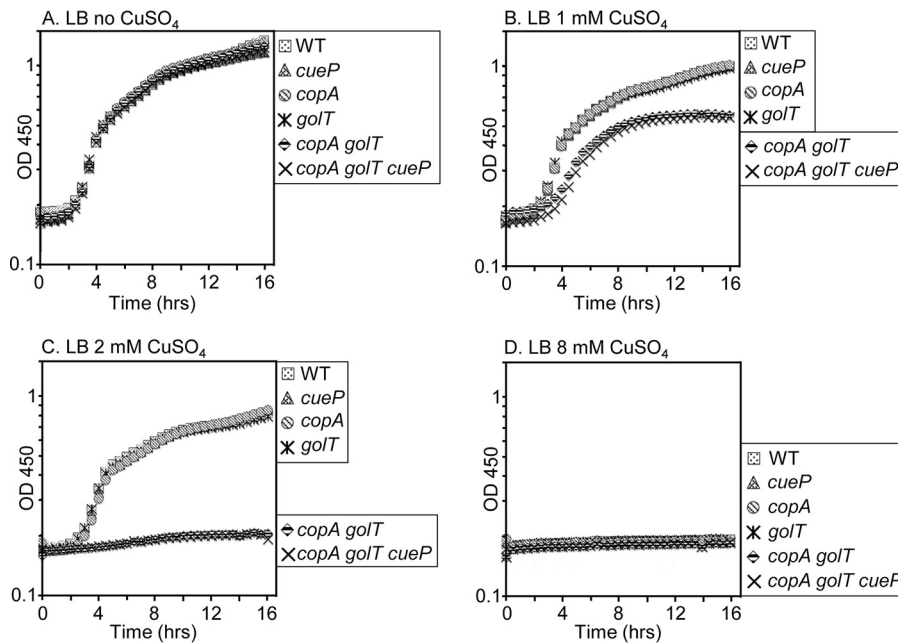 A. LB no CuSO₄
WT
cueP
copA
golT
copA golT
copA golT cueP
1
OD 450
0.1
0 4 8 12 16
Time (hrs)
B. LB 1 mM CuSO₄
WT
cueP
copA
golT
copA golT
copA golT cueP
1
OD 450
0.1
0 4 8 12 16
Time (hrs)
C. LB 2 mM CuSO₄
WT
cueP
copA
golT
copA golT
copA golT cueP
1
OD 450
0.1
0 4 8 12 16
Time (hrs)
D. LB 8 mM CuSO₄
WT
cueP
copA
golT
copA golT
copA golT cueP
1
OD 450
0.1
0 4 8 12 16
Time (hrs)